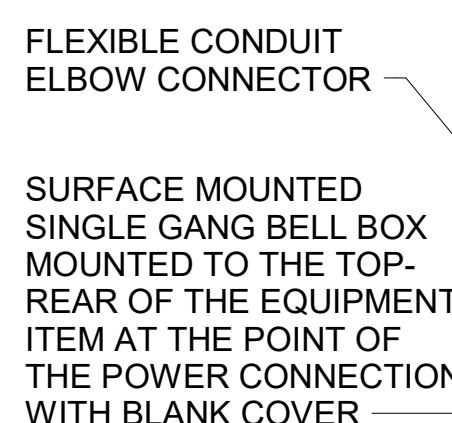 FLEXIBLE CONDUIT
ELBOW CONNECTOR
SURFACE MOUNTED
SINGLE GANG BELL BOX
MOUNTED TO THE TOP-
REAR OF THE EQUIPMENT
ITEM AT THE POINT OF
THE POWER CONNECTION
WITH BLANK COVER